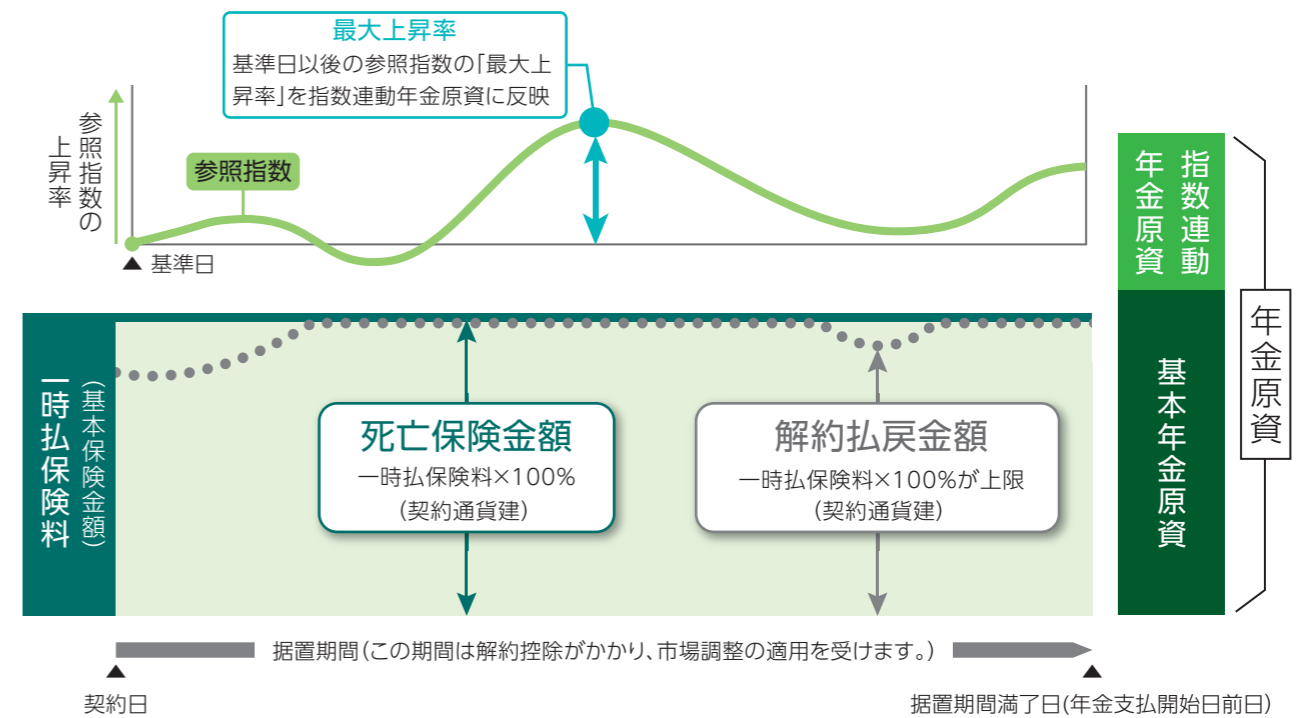 最大上昇率
基準日以後の参照指数の「最大上
昇率」を指数連動年金原資に反映
参照指数の
上昇率
参照指数
▲ 基準日
指数連動
年金原資
年金原資
基本年金原資
一時払保険料
(基本保険金額)
死亡保険金額
一時払保険料×100%
(契約通貨建)
解約払戻金額
一時払保険料×100%が上限
(契約通貨建)
据置期間(この期間は解約控除がかかり、市場調整の適用を受けます。)
▲
契約日
▲
据置期間満了日(年金支払開始日前日)